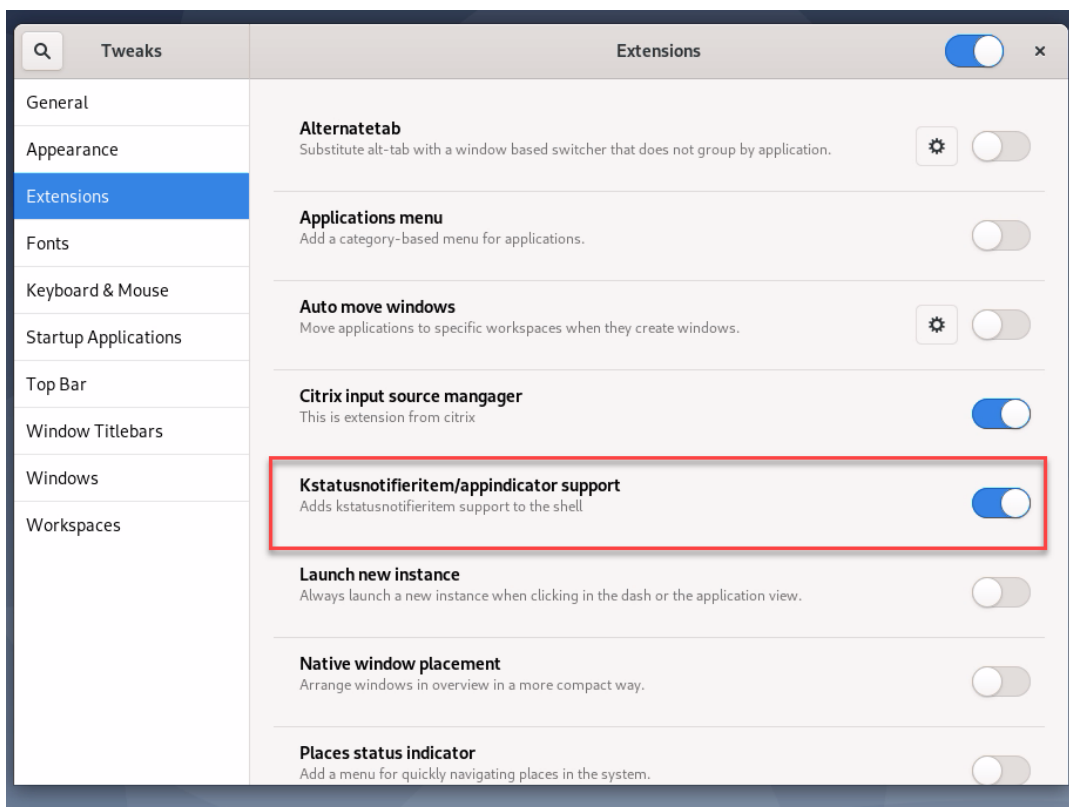 Tweaks
Extensions
General
Appearance
Extensions
Fonts
Keyboard & Mouse
Startup Applications
Top Bar
Window Titlebars
Windows
Workspaces
Alternatetab
Substitute alt-tab with a window based switcher that does not group by application.
Applications menu
Add a category-based menu for applications.
Auto move windows
Move applications to specific workspaces when they create windows.
Citrix input source mangager
This is extension from citrix
Kstatusnotifieritem/appindicator support
Adds kstatusnotifieritem support to the shell
Launch new instance
Always launch a new instance when clicking in the dash or the application view.
Native window placement
Arrange windows in overview in a more compact way.
Places status indicator
Add a menu for quickly navigating places in the system.